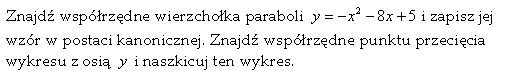 Znajdź współrzędne wierzchołka paraboli y = −x² − 8x + 5 i zapisz jej
wzór w postaci kanonicznej. Znajdź współrzędne punktu przecięcia
wykresu z osią y i naszkicuj ten wykres.